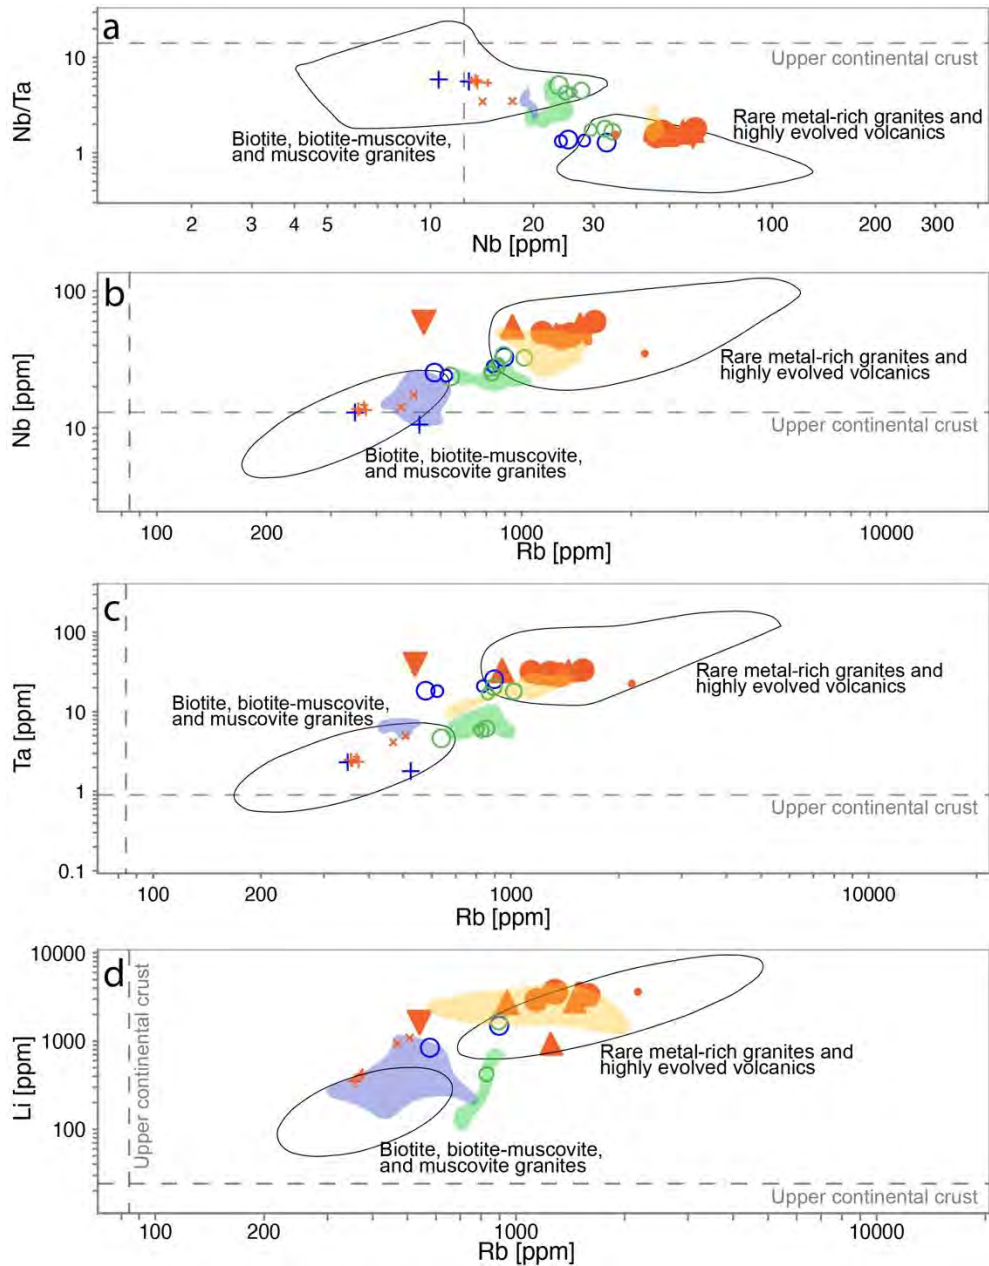 a
Nb/Ta
10
1
Upper continental crust
Biotite, biotite-muscovite,
and muscovite granites
Rare metal-rich granites and
highly evolved volcanics
2 3 4 5 10 20 30 100 200 300
Nb [ppm]
b
Nb [ppm]
100
10
Rare metal-rich granites and
highly evolved volcanics
Upper continental crust
Biotite, biotite-muscovite,
and muscovite granites
100 200 1000 10000
Rb [ppm]
c
Ta [ppm]
100
10
1
0.1
Biotite, biotite-muscovite,
and muscovite granites
Rare metal-rich granites and
highly evolved volcanics
Upper continental crust
100 200 1000 10000
Rb [ppm]
d
Li [ppm]
10000
1000
100
Upper continental crust
Rare metal-rich granites and
highly evolved volcanics
Biotite, biotite-muscovite,
and muscovite granites
Upper continental crust
100 200 1000 10000
Rb [ppm]